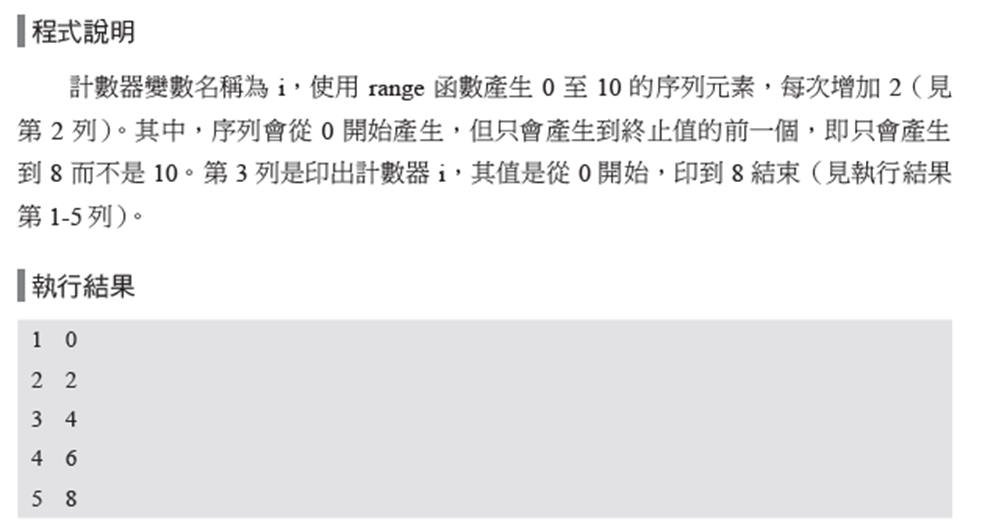 程式說明
計數器變數名稱為 i，使用 range 函數產生 0 至 10 的序列元素，每次增加 2（見
第 2 列）。其中，序列會從 0 開始產生，但只會產生到終止值的前一個，即只會產生
到 8 而不是 10。第 3 列是印出計數器 i，其值是從 0 開始，印到 8 結束（見執行結果
第 1-5 列）。
執行結果
1 0
2 2
3 4
4 6
5 8